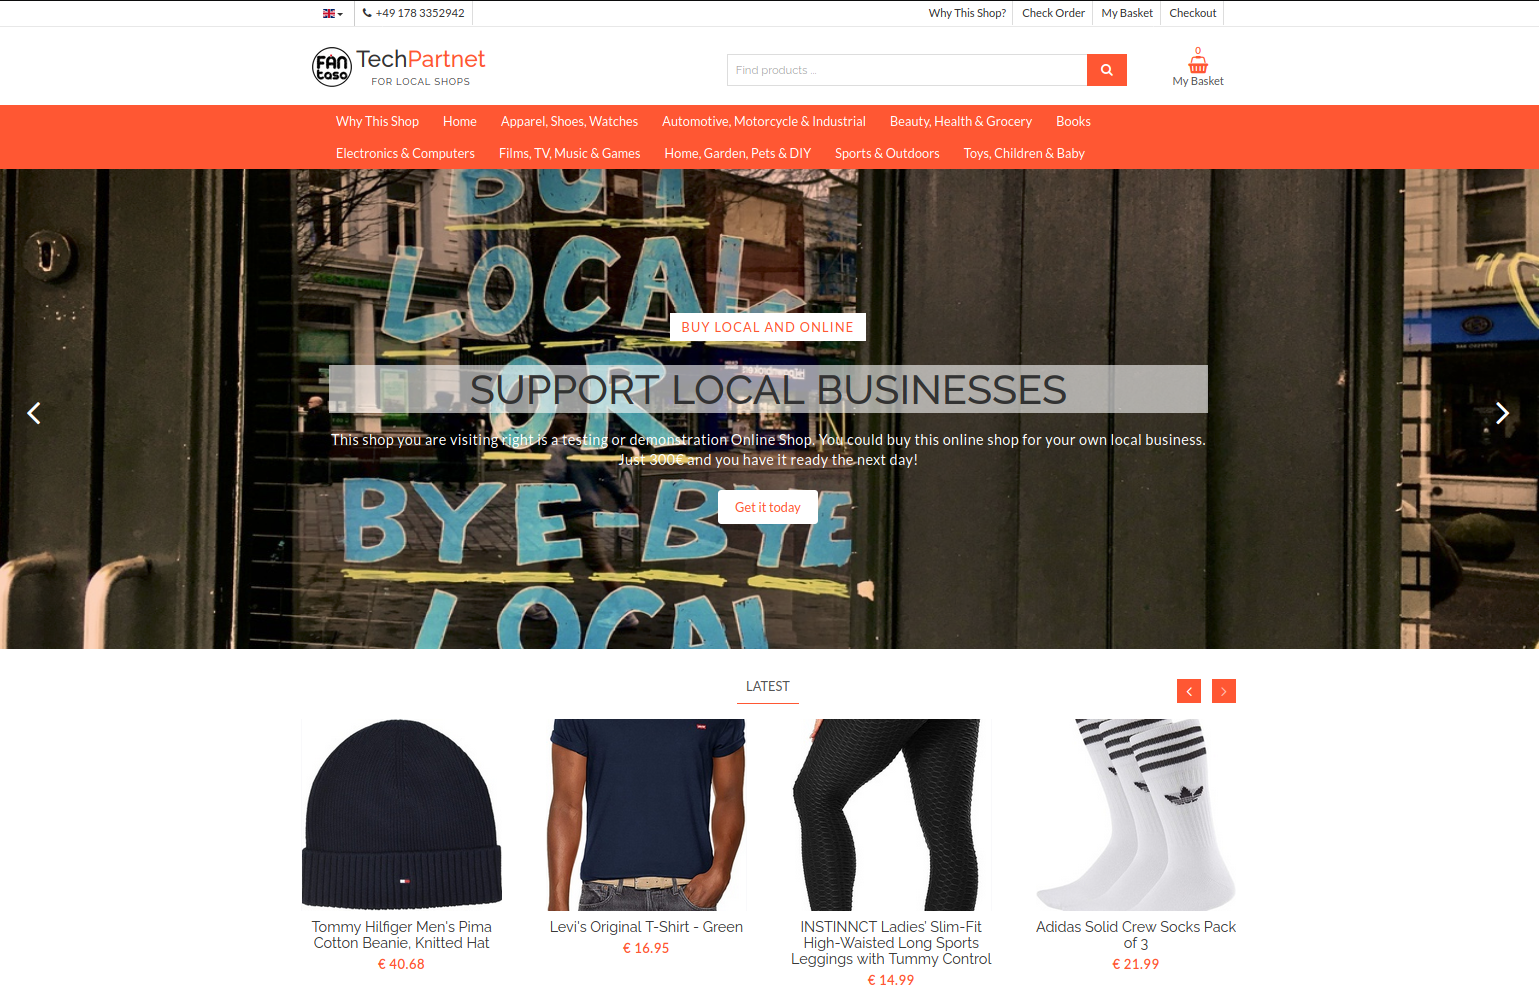 +49 178 3352942
Why This Shop? Check Order My Basket Checkout
FAN
tasa
TechPartnet
FOR LOCAL SHOPS
Find products ...
0
My Basket
Why This Shop Home Apparel, Shoes, Watches Automotive, Motorcycle & Industrial Beauty, Health & Grocery Books
Electronics & Computers Films, TV, Music & Games Home, Garden, Pets & DIY Sports & Outdoors Toys, Children & Baby
BUY
LOCAL
OR
BYE-BYE
LOCAL
BUY LOCAL AND ONLINE
SUPPORT LOCAL BUSINESSES
This shop you are visiting right is a testing or demonstration Online Shop, You could buy this online shop for your own local business.
Just 300€ and you have it ready the next day!
Get it today
LATEST
Tommy Hilfiger Men's Pima
Cotton Beanie, Knitted Hat
€ 40.68
Levi's Original T-Shirt - Green
€ 16.95
INSTINNCT Ladies' Slim-Fit
High-Waisted Long Sports
Leggings with Tummy Control
€ 14.99
Adidas Solid Crew Socks Pack
of 3
€ 21.99